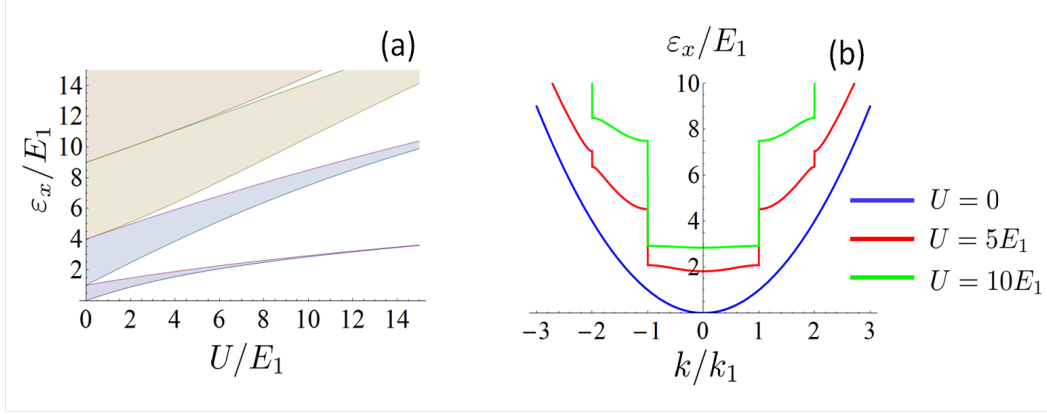 (a)
ε_x/E_1
14
12
10
8
6
4
2
0 2 4 6 8 10 12 14
U/E_1
ε_x/E_1
(b)
10
8
6
4
2
−3 −2 −1 0 1 2 3
k/k_1
U = 0
U = 5E_1
U = 10E_1